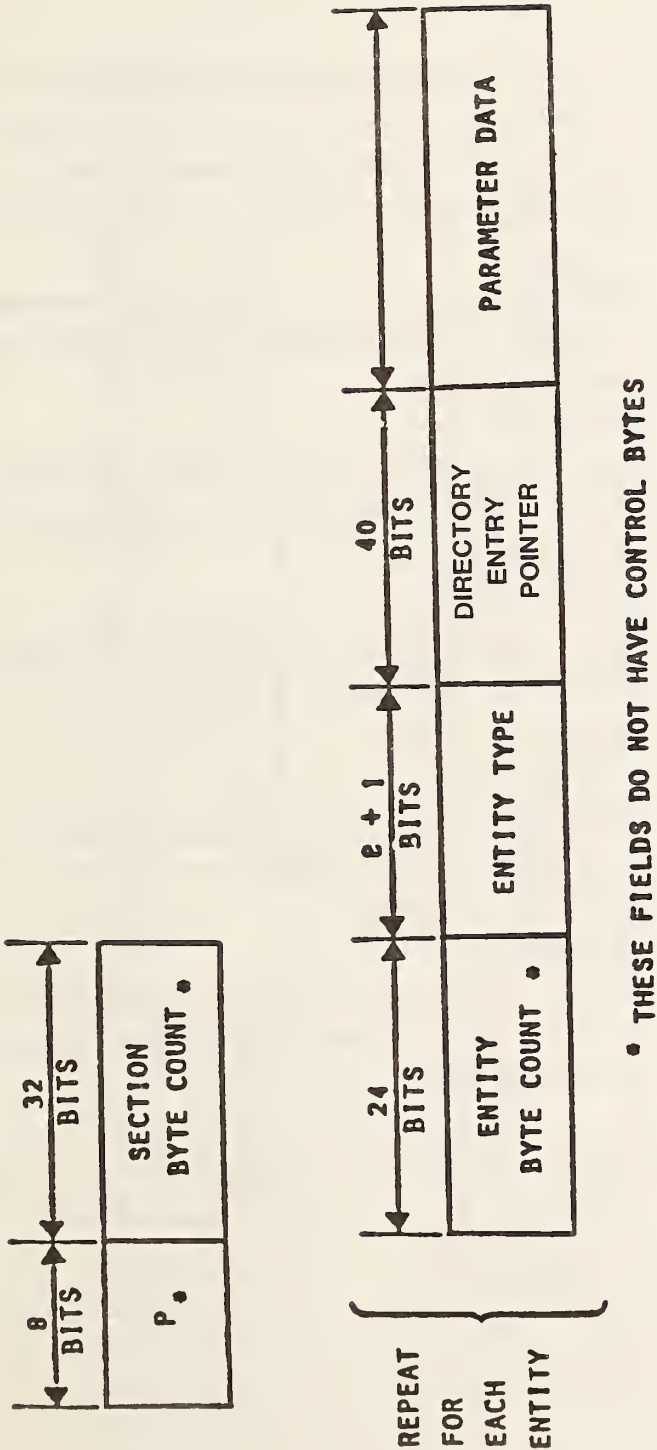 8
BITS
32
BITS
P *
SECTION
BYTE COUNT *
REPEAT
FOR
EACH
ENTITY
24
BITS
e + 1
BITS
40
BITS
ENTITY
BYTE COUNT *
ENTITY TYPE
DIRECTORY
ENTRY
POINTER
PARAMETER DATA
* THESE FIELDS DO NOT HAVE CONTROL BYTES